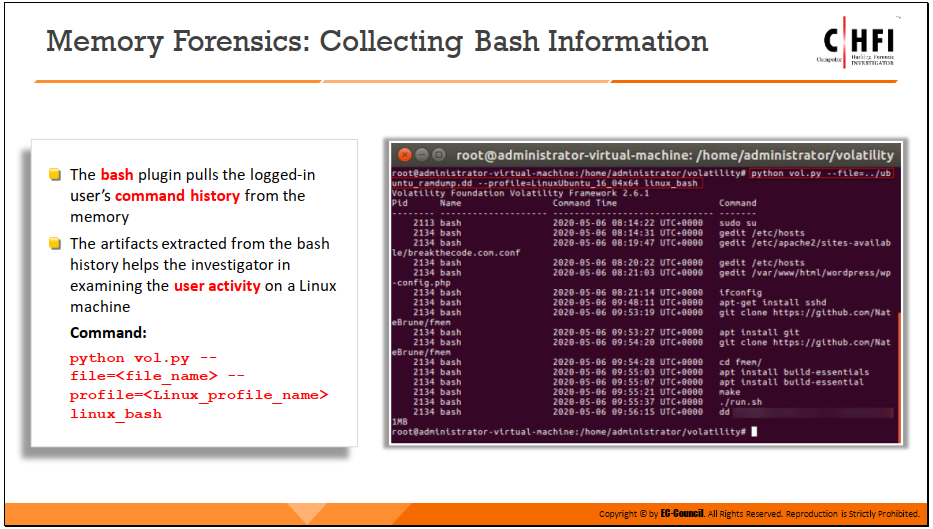 Memory Forensics: Collecting Bash Information
C|HFI
Computer Hacking Forensic
INVESTIGATOR
The bash plugin pulls the logged-in
user’s command history from the
memory
The artifacts extracted from the bash
history helps the investigator in
examining the user activity on a Linux
machine
Command:
python vol.py --
file=<file_name> --
profile=<Linux_profile_name>
linux_bash
root@administrator-virtual-machine: /home/administrator/volatility
root@administrator-virtual-machine:/home/administrator/volatility# python vol.py --file=../ub
untu_ramdump.dd --profile=LinuxUbuntu_16_04x64 linux_bash
Volatility Foundation Volatility Framework 2.6.1
Pid Name Command Time Command
-------- -------------------- ------------------------------ -------
2113 bash 2020-05-06 08:14:22 UTC+0000 sudo su
2134 bash 2020-05-06 08:14:31 UTC+0000 gedit /etc/hosts
2134 bash 2020-05-06 08:19:47 UTC+0000 gedit /etc/apache2/sites-availab
le/breakthecode.com.conf
2134 bash 2020-05-06 08:20:22 UTC+0000 gedit /etc/hosts
2134 bash 2020-05-06 08:21:03 UTC+0000 gedit /var/www/html/wordpress/wp
-config.php
2134 bash 2020-05-06 08:21:14 UTC+0000 ifconfig
2134 bash 2020-05-06 09:48:11 UTC+0000 apt-get install sshd
2134 bash 2020-05-06 09:53:19 UTC+0000 git clone https://github.com/Nat
eBrune/fmem
2134 bash 2020-05-06 09:53:27 UTC+0000 apt install git
2134 bash 2020-05-06 09:54:20 UTC+0000 git clone https://github.com/Nat
eBrune/fmem
2134 bash 2020-05-06 09:54:28 UTC+0000 cd fmem/
2134 bash 2020-05-06 09:55:03 UTC+0000 apt install build-essentials
2134 bash 2020-05-06 09:55:07 UTC+0000 apt install build-essential
2134 bash 2020-05-06 09:55:21 UTC+0000 make
2134 bash 2020-05-06 09:55:37 UTC+0000 ./run.sh
2134 bash 2020-05-06 09:56:15 UTC+0000 dd
1MB
root@administrator-virtual-machine:/home/administrator/volatility#
Copyright © by EC-Council. All Rights Reserved. Reproduction is Strictly Prohibited.